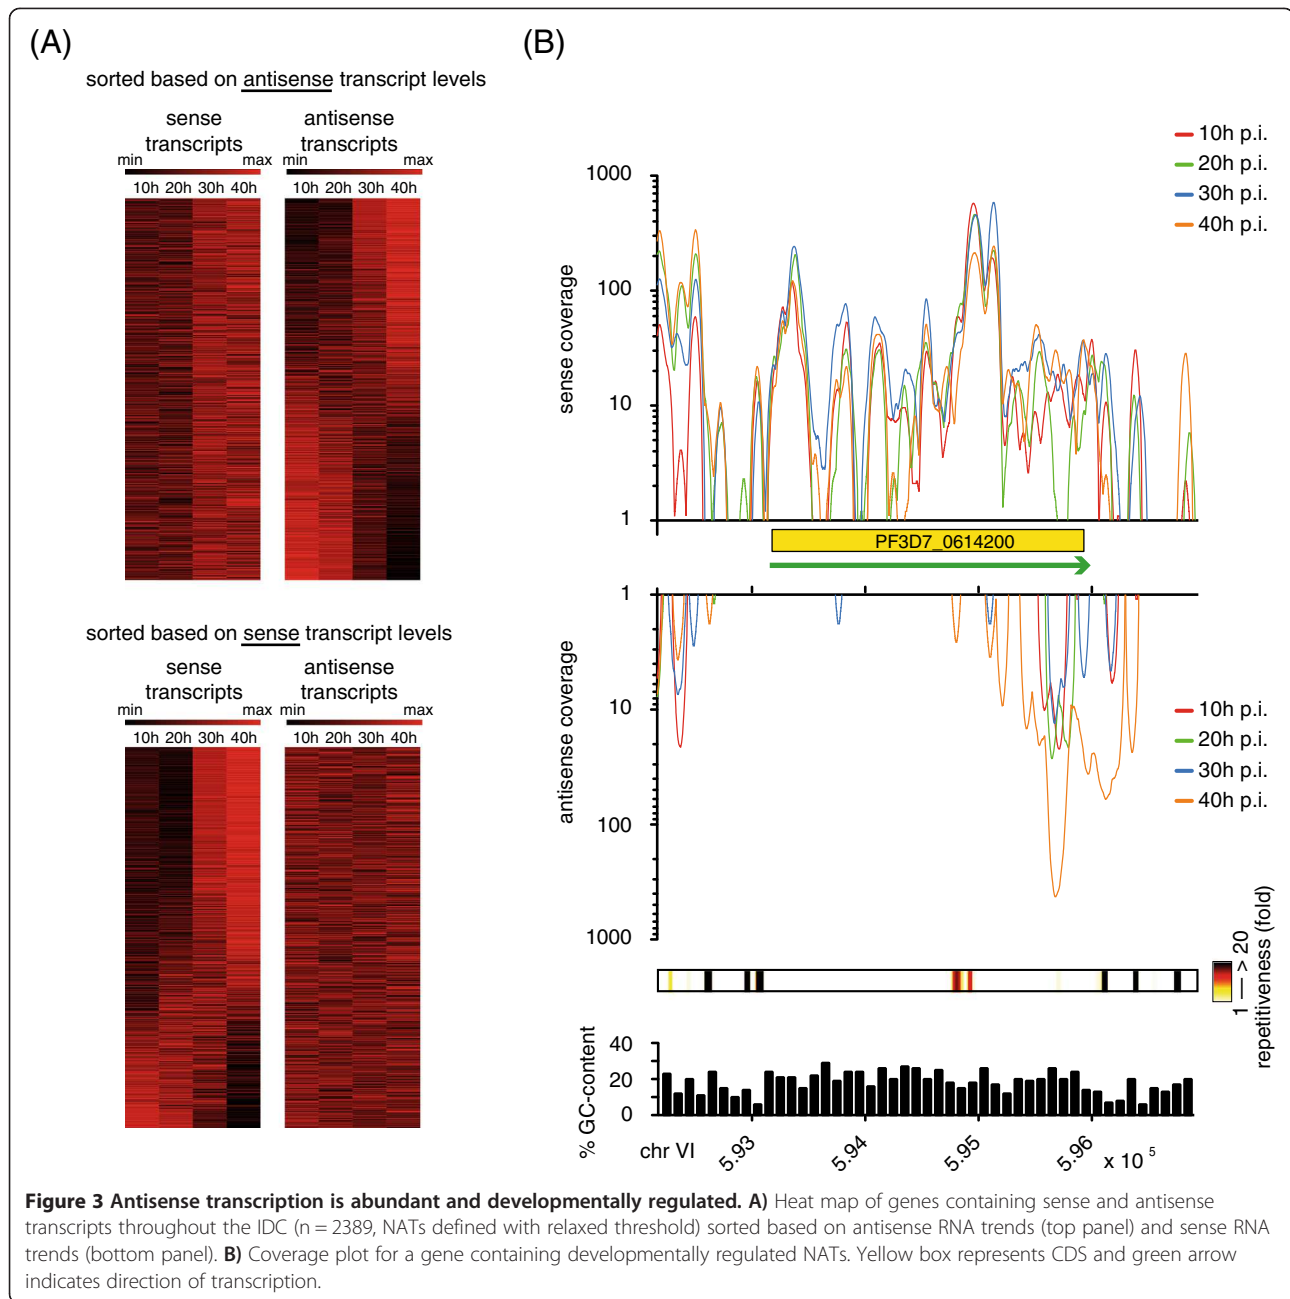 (A)
sorted based on antisense transcript levels
sense transcripts
antisense transcripts
min max
min max
10h 20h 30h 40h
10h 20h 30h 40h
sorted based on sense transcript levels
sense transcripts
antisense transcripts
min max
min max
10h 20h 30h 40h
10h 20h 30h 40h
(B)
10h p.i.
20h p.i.
30h p.i.
40h p.i.
sense coverage
1000
100
10
1
PF3D7_0614200
antisense coverage
1
10
100
1000
10h p.i.
20h p.i.
30h p.i.
40h p.i.
1 — > 20
repetitiveness (fold)
% GC-content
40
20
0
chr VI
5.93
5.94
5.95
5.96
x 10 5
Figure 3 Antisense transcription is abundant and developmentally regulated. A) Heat map of genes containing sense and antisense
transcripts throughout the IDC (n = 2389, NATs defined with relaxed threshold) sorted based on antisense RNA trends (top panel) and sense RNA
trends (bottom panel). B) Coverage plot for a gene containing developmentally regulated NATs. Yellow box represents CDS and green arrow
indicates direction of transcription.